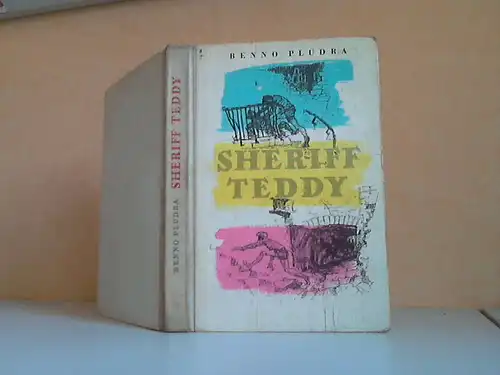 BENNO PLUDRA
SHERIFF
TEDDY
BENNO PLUDRA SHERIFF TEDDY